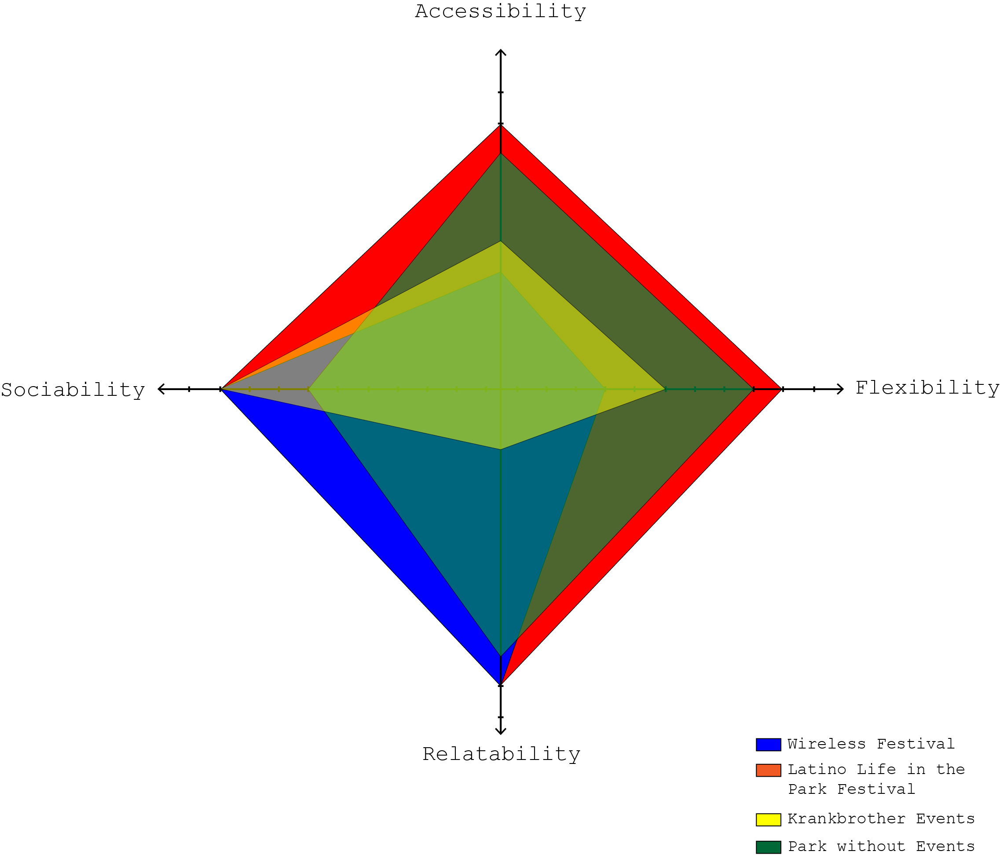 Accessibility
Sociability
Flexibility
Relatability
Wireless Festival
Latino Life in the
Park Festival
Krankbrother Events
Park without Events